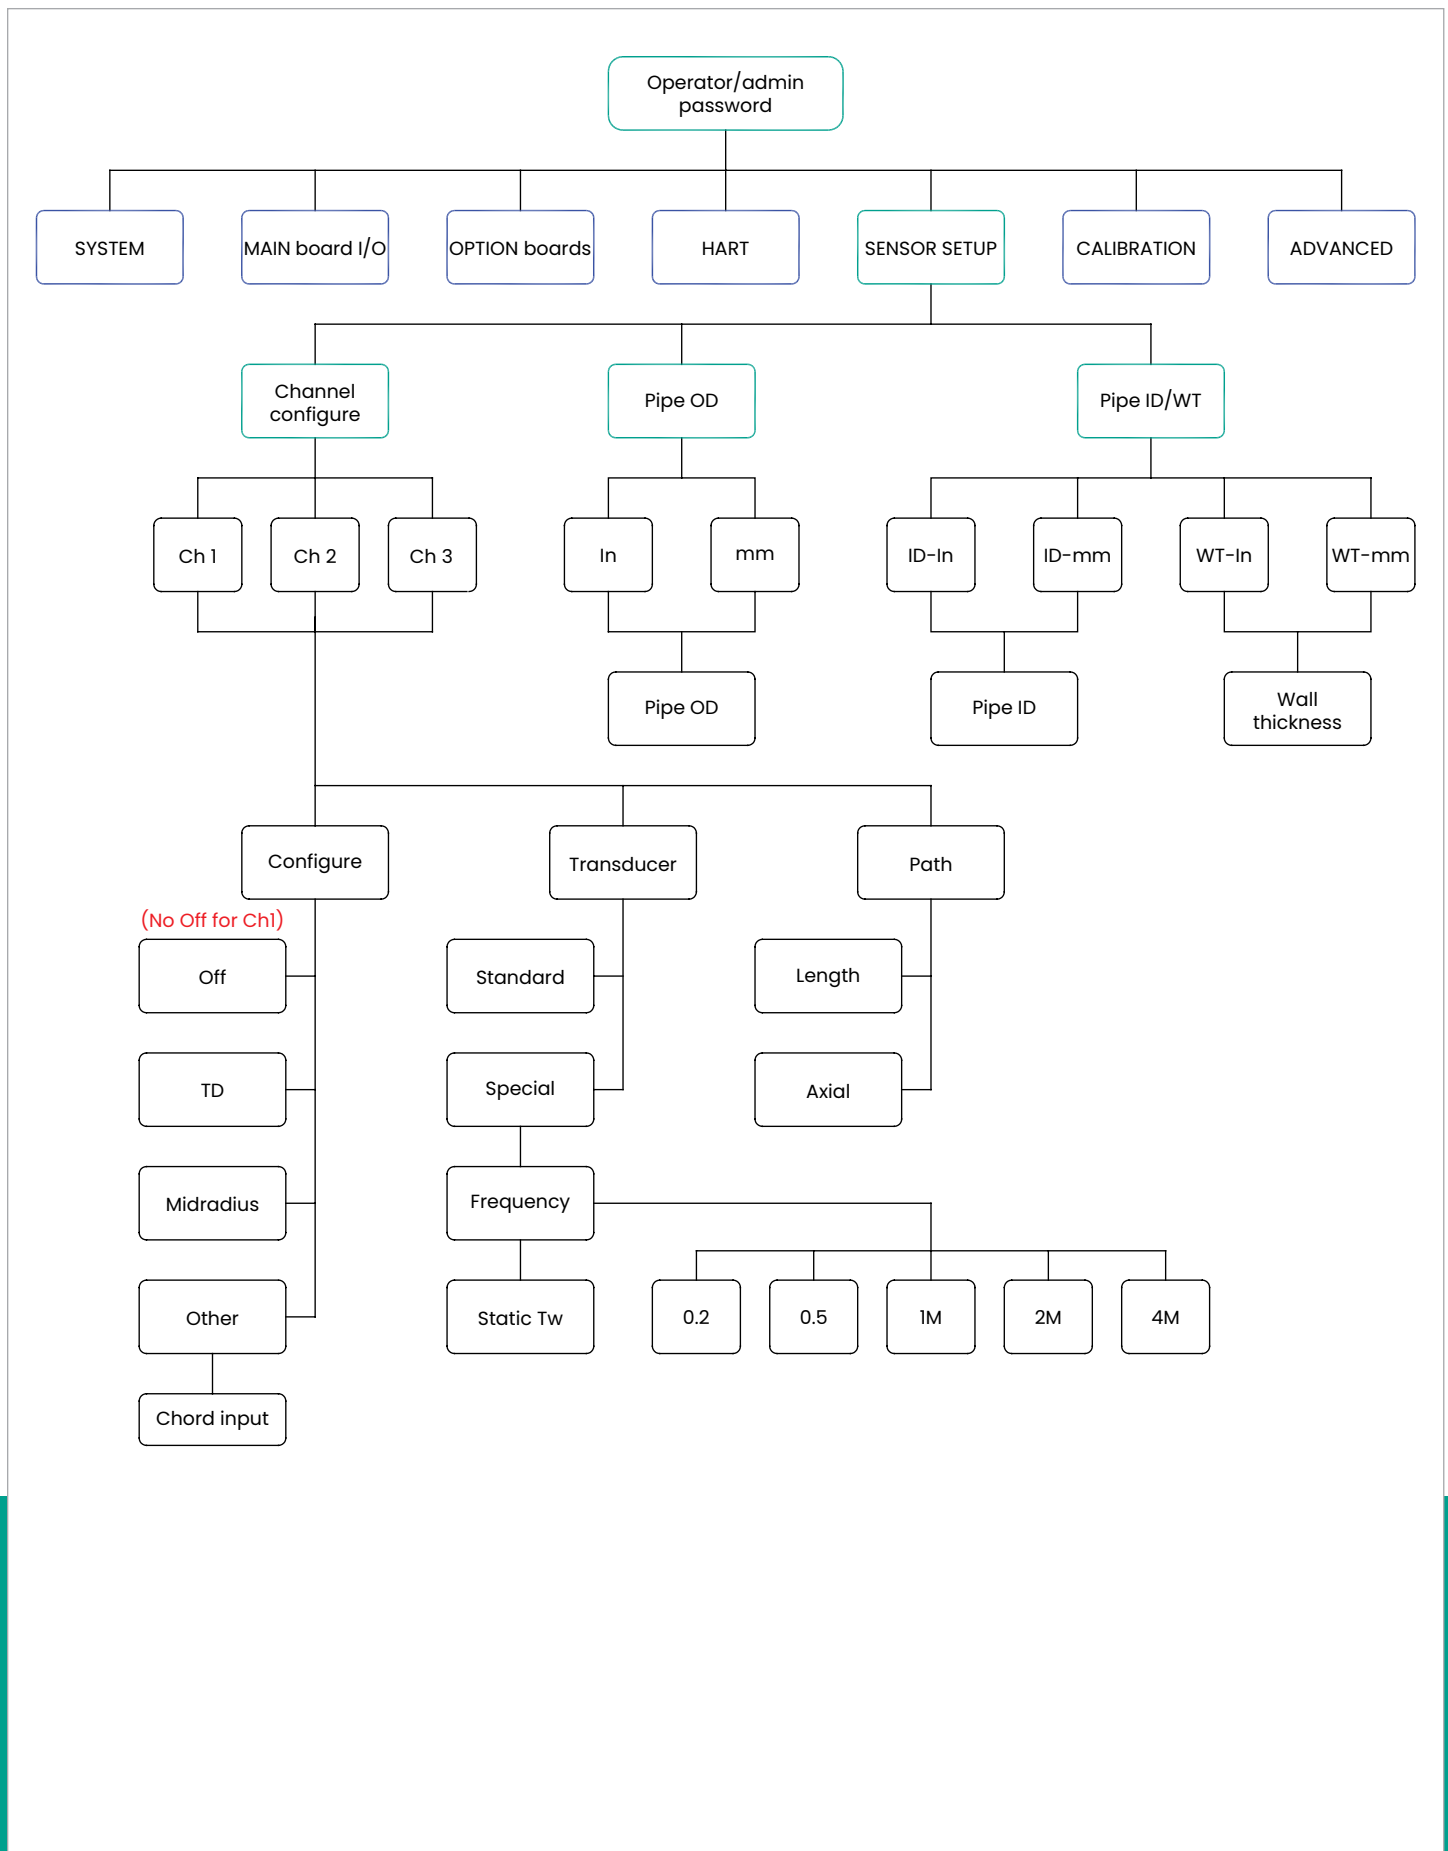 Operator/admin
password
SYSTEM
MAIN board I/O
OPTION boards
HART
SENSOR SETUP
CALIBRATION
ADVANCED
Channel
configure
Pipe OD
Pipe ID/WT
Ch 1
Ch 2
Ch 3
In
mm
ID-In
ID-mm
WT-In
WT-mm
Pipe OD
Pipe ID
Wall
thickness
Configure
Transducer
Path
(No Off for Ch1)
Off
Standard
Length
TD
Special
Axial
Midradius
Frequency
Other
Static Tw
0.2
0.5
1M
2M
4M
Chord input